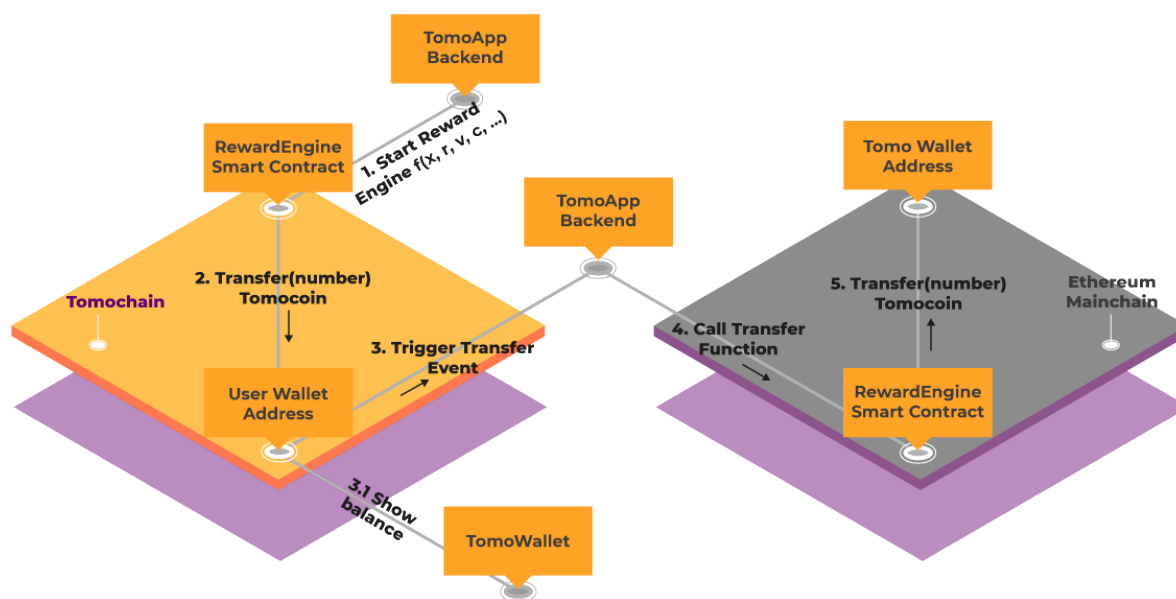 TomoApp
Backend
RewardEngine
Smart Contract
1. Start Reward
Engine f(x, r, v, c, ...)
Tomo Wallet
Address
TomoApp
Backend
2. Transfer(number)
Tomocoin
Tomochain
5. Transfer(number)
Tomocoin
Ethereum
Mainchain
3. Trigger Transfer
Event
4. Call Transfer
Function
User Wallet
Address
RewardEngine
Smart Contract
3.1 Show
balance
TomoWallet